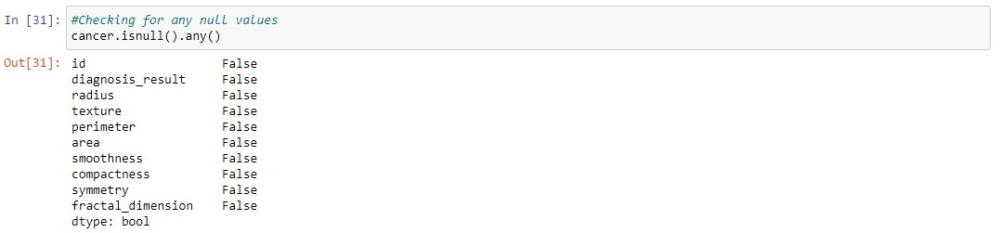 In [31]: #Checking for any null values
cancer.isnull().any()
Out[31]: id False
diagnosis_result False
radius False
texture False
perimeter False
area False
smoothness False
compactness False
symmetry False
fractal_dimension False
dtype: bool